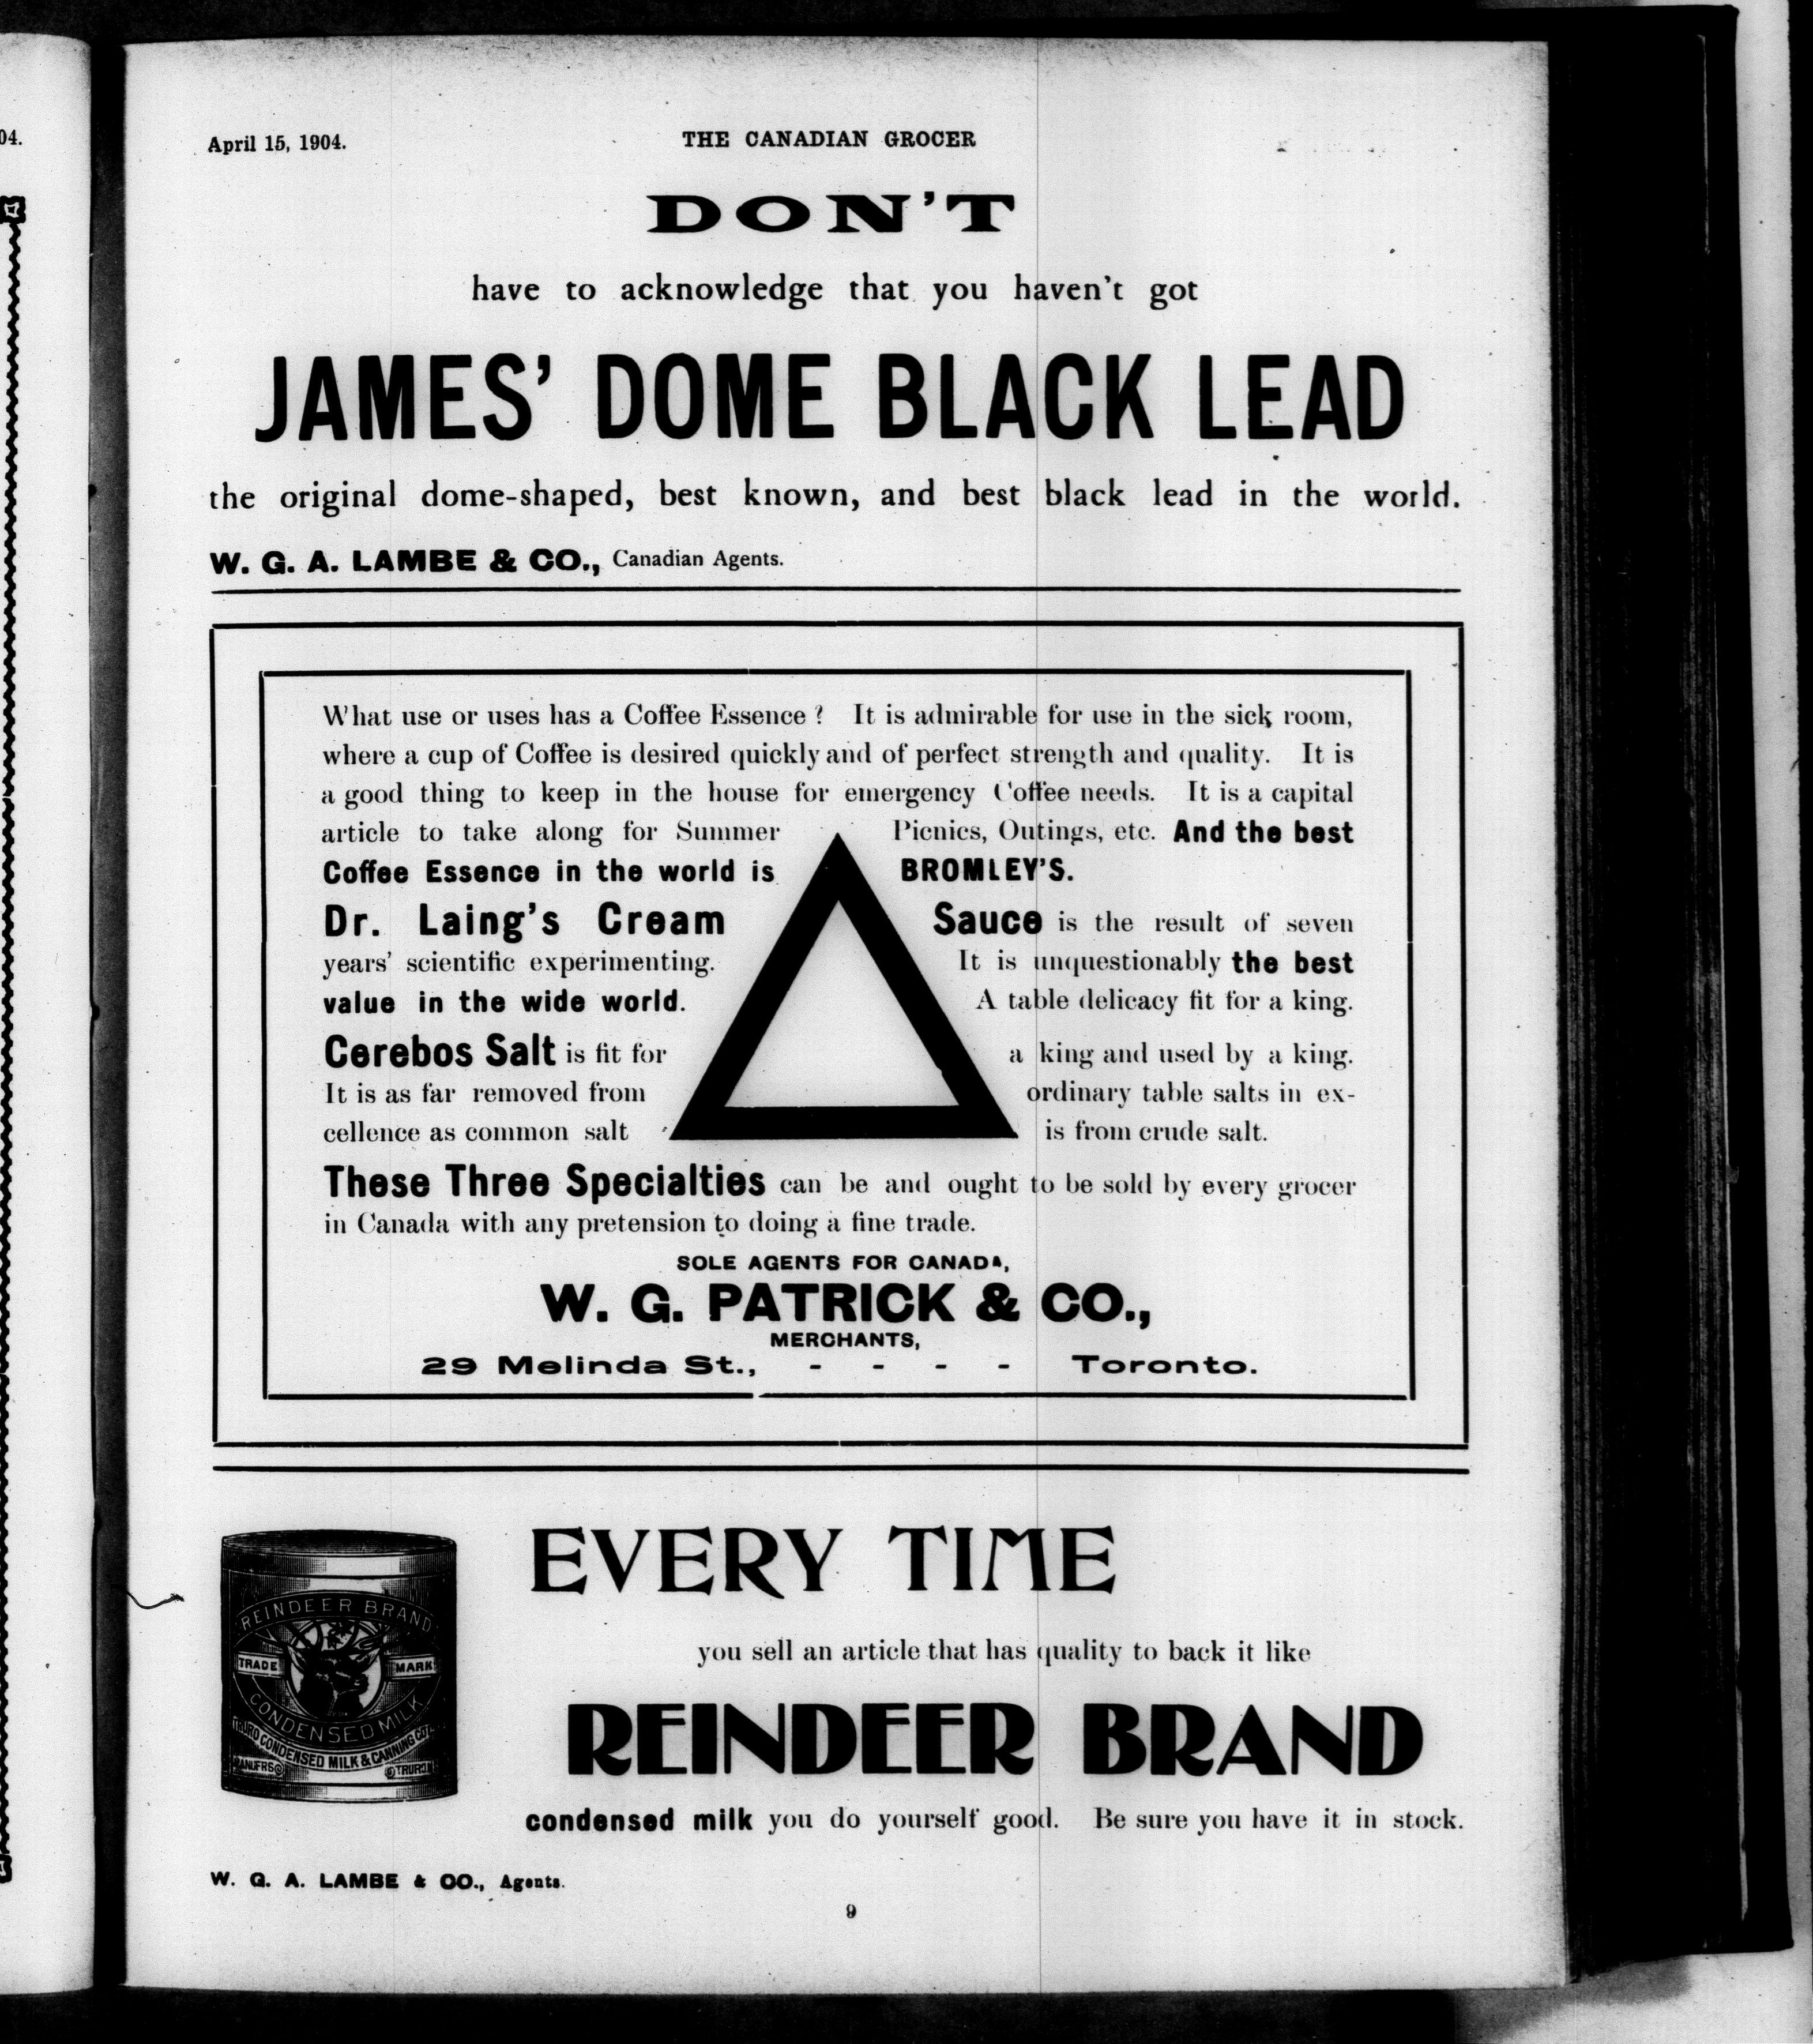 04.
April 15, 1904.
THE CANADIAN GROCER
DON'T
have to acknowledge that you haven't got
JAMES' DOME BLACK LEAD
the original dome-shaped, best known, and best black lead in the world.
W. G. A. LAMBE & CO., Canadian Agents.
What use or uses has a Coffee Essence? It is admirable for use in the sick room,
where a cup of Coffee is desired quickly and of perfect strength and quality. It is
a good thing to keep in the house for emergency Coffee needs. It is a capital
article to take along for Summer Picnics, Outings, etc. And the best
Coffee Essence in the world is BROMLEY'S.
Dr. Laing's Cream Sauce is the result of seven
years' scientific experimenting. It is unquestionably the best
value in the wide world. A table delicacy fit for a king.
Cerebos Salt is fit for a king and used by a king.
It is as far removed from ordinary table salts in ex-
cellence as common salt is from crude salt.
These Three Specialties can be and ought to be sold by every grocer
in Canada with any pretension to doing a fine trade.
SOLE AGENTS FOR CANADA,
W. G. PATRICK & CO.,
MERCHANTS,
29 Melinda St., - - - - Toronto.
EVERY TIME
you sell an article that has quality to back it like
REINDEER BRAND
condensed milk you do yourself good. Be sure you have it in stock.
REINDEER BRAND
TRADE MARK
CONDENSED MILK
TRURO CONDENSED MILK & CANNING CO
W. G. A. LAMBE & CO., Agents.
9